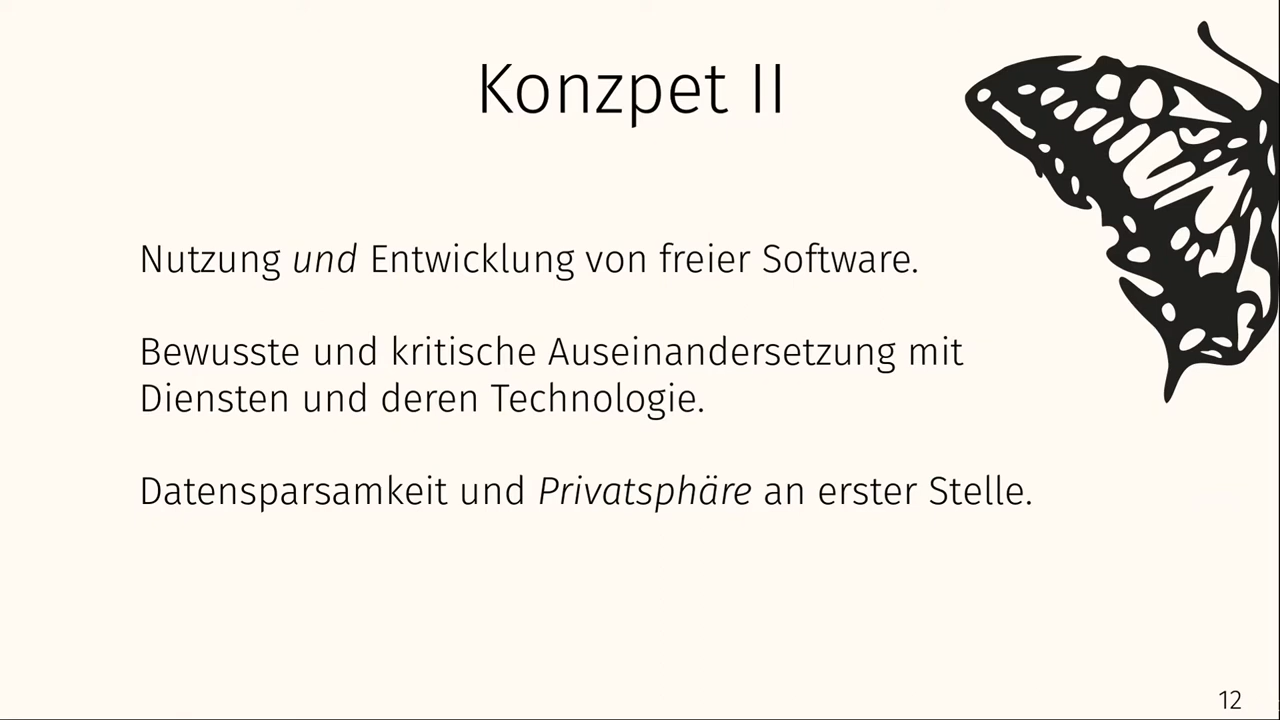 Konzpet II
Nutzung und Entwicklung von freier Software.
Bewusste und kritische Auseinandersetzung mit
Diensten und deren Technologie.
Datensparsamkeit und Privatsphäre an erster Stelle.
12